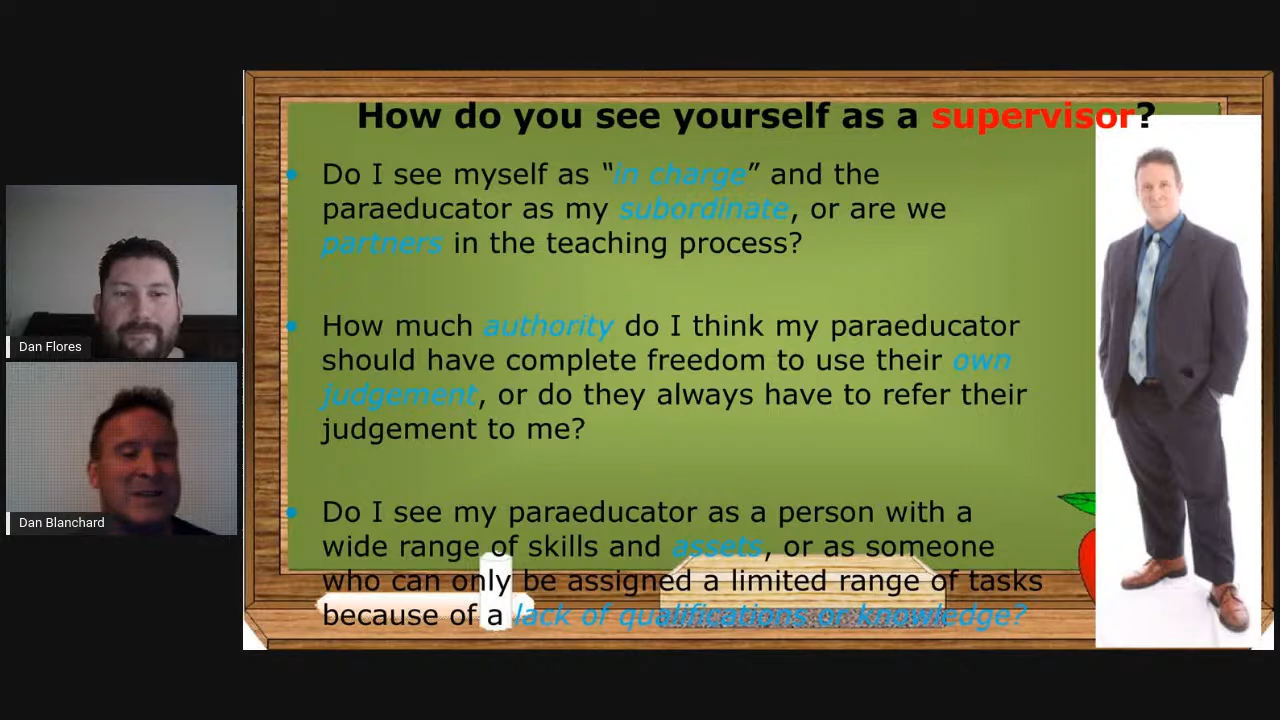 How do you see yourself as a supervisor?
• Do I see myself as “in charge” and the
paraeducator as my subordinate, or are we
partners in the teaching process?
• How much authority do I think my paraeducator
should have complete freedom to use their own
judgement, or do they always have to refer their
judgement to me?
• Do I see my paraeducator as a person with a
wide range of skills and assets, or as someone
who can only be assigned a limited range of tasks
because of a lack of qualifications or knowledge?
Dan Flores
Dan Blanchard